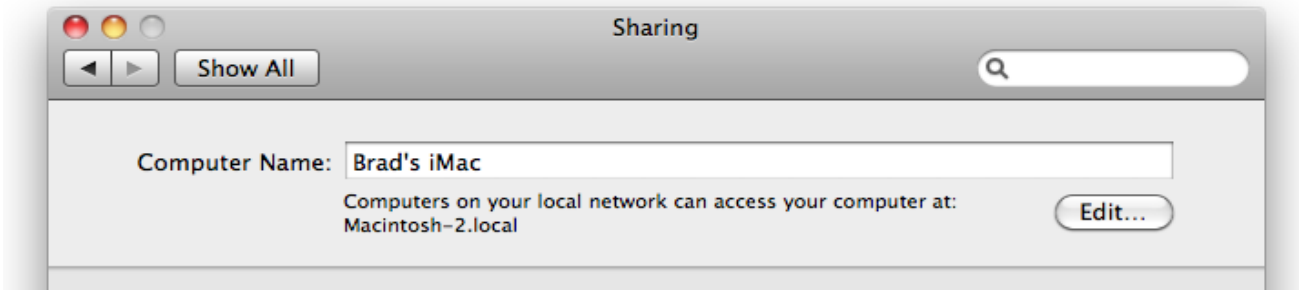 Sharing
Show All
Computer Name: Brad's iMac
Computers on your local network can access your computer at:
Macintosh-2.local
Edit...